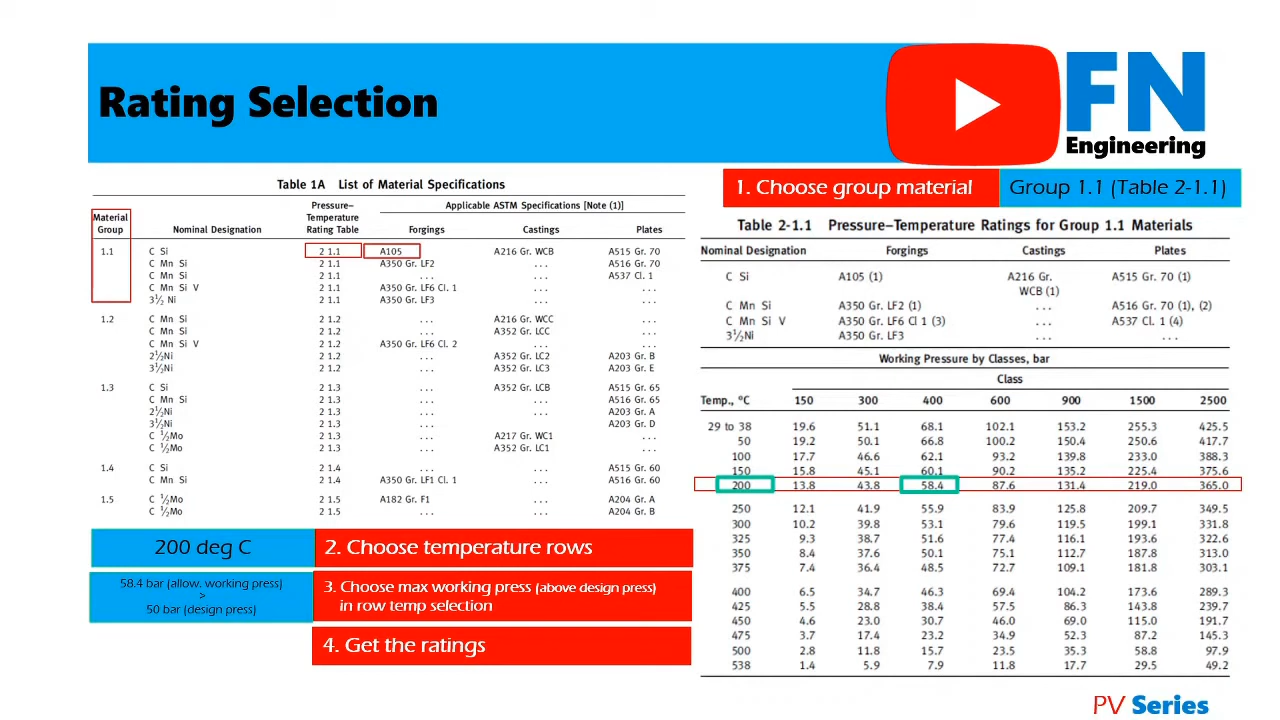 Rating Selection
FN
Engineering
Table 1A List of Material Specifications
Material Group Nominal Designation Pressure– Temperature Rating Table Applicable ASTM Specifications [Note (1)]
Forgings Castings Plates
1.1 C Si 2 1.1 A105 A216 Gr. WCB A515 Gr. 70
C Mn Si 2 1.1 A350 Gr. LF2 ... A516 Gr. 70
C Mn Si 2 1.1 ... ... A537 Cl. 1
C Mn Si V 2 1.1 A350 Gr. LF6 Cl. 1 ... ...
3½ Ni 2 1.1 A350 Gr. LF3 ... ...
1.2 C Mn Si 2 1.2 ... A216 Gr. WCC ...
C Mn Si 2 1.2 ... A352 Gr. LCC ...
C Mn Si V 2 1.2 A350 Gr. LF6 Cl. 2 ... ...
2½Ni 2 1.2 ... A352 Gr. LC2 A203 Gr. B
3½Ni 2 1.2 ... A352 Gr. LC3 A203 Gr. E
1.3 C Si 2 1.3 ... A352 Gr. LCB A515 Gr. 65
C Mn Si 2 1.3 ... ... A516 Gr. 65
2½Ni 2 1.3 ... ... A203 Gr. A
3½Ni 2 1.3 ... ... A203 Gr. D
C ½Mo 2 1.3 ... A217 Gr. WC1 ...
C ½Mo 2 1.3 ... A352 Gr. LC1 ...
1.4 C Si 2 1.4 ... ... A515 Gr. 60
C Mn Si 2 1.4 A350 Gr. LF1 Cl. 1 ... A516 Gr. 60
1.5 C ½Mo 2 1.5 A182 Gr. F1 ... A204 Gr. A
C ½Mo 2 1.5 ... ... A204 Gr. B
1. Choose group material Group 1.1 (Table 2-1.1)
Table 2-1.1 Pressure–Temperature Ratings for Group 1.1 Materials
Nominal Designation Forgings Castings Plates
C Si A105 (1) A216 Gr. A515 Gr. 70 (1)
WCB (1)
C Mn Si A350 Gr. LF2 (1) ... A516 Gr. 70 (1), (2)
C Mn Si V A350 Gr. LF6 Cl 1 (3) ... A537 Cl. 1 (4)
3½Ni A350 Gr. LF3 ... ...
Working Pressure by Classes, bar
Class
Temp., °C 150 300 400 600 900 1500 2500
29 to 38 19.6 51.1 68.1 102.1 153.2 255.3 425.5
50 19.2 50.1 66.8 100.2 150.4 250.6 417.7
100 17.7 46.6 62.1 93.2 139.8 233.0 388.3
150 15.8 45.1 60.1 90.2 135.2 225.4 375.6
200 13.8 43.8 58.4 87.6 131.4 219.0 365.0
250 12.1 41.9 55.9 83.9 125.8 209.7 349.5
300 10.2 39.8 53.1 79.6 119.5 199.1 331.8
325 9.3 38.7 51.6 77.4 116.1 193.6 322.6
350 8.4 37.6 50.1 75.1 112.7 187.8 313.0
375 7.4 36.4 48.5 72.7 109.1 181.8 303.1
400 6.5 34.7 46.3 69.4 104.2 173.6 289.3
425 5.5 28.8 38.4 57.5 86.3 143.8 239.7
450 4.6 23.0 30.7 46.0 69.0 115.0 191.7
475 3.7 17.4 23.2 34.9 52.3 87.2 145.3
500 2.8 11.8 15.7 23.5 35.3 58.8 97.9
538 1.4 5.9 7.9 11.8 17.7 29.5 49.2
200 deg C 2. Choose temperature rows
58.4 bar (allow. working press)
>
50 bar (design press)
3. Choose max working press (above design press)
in row temp selection
4. Get the ratings
PV Series